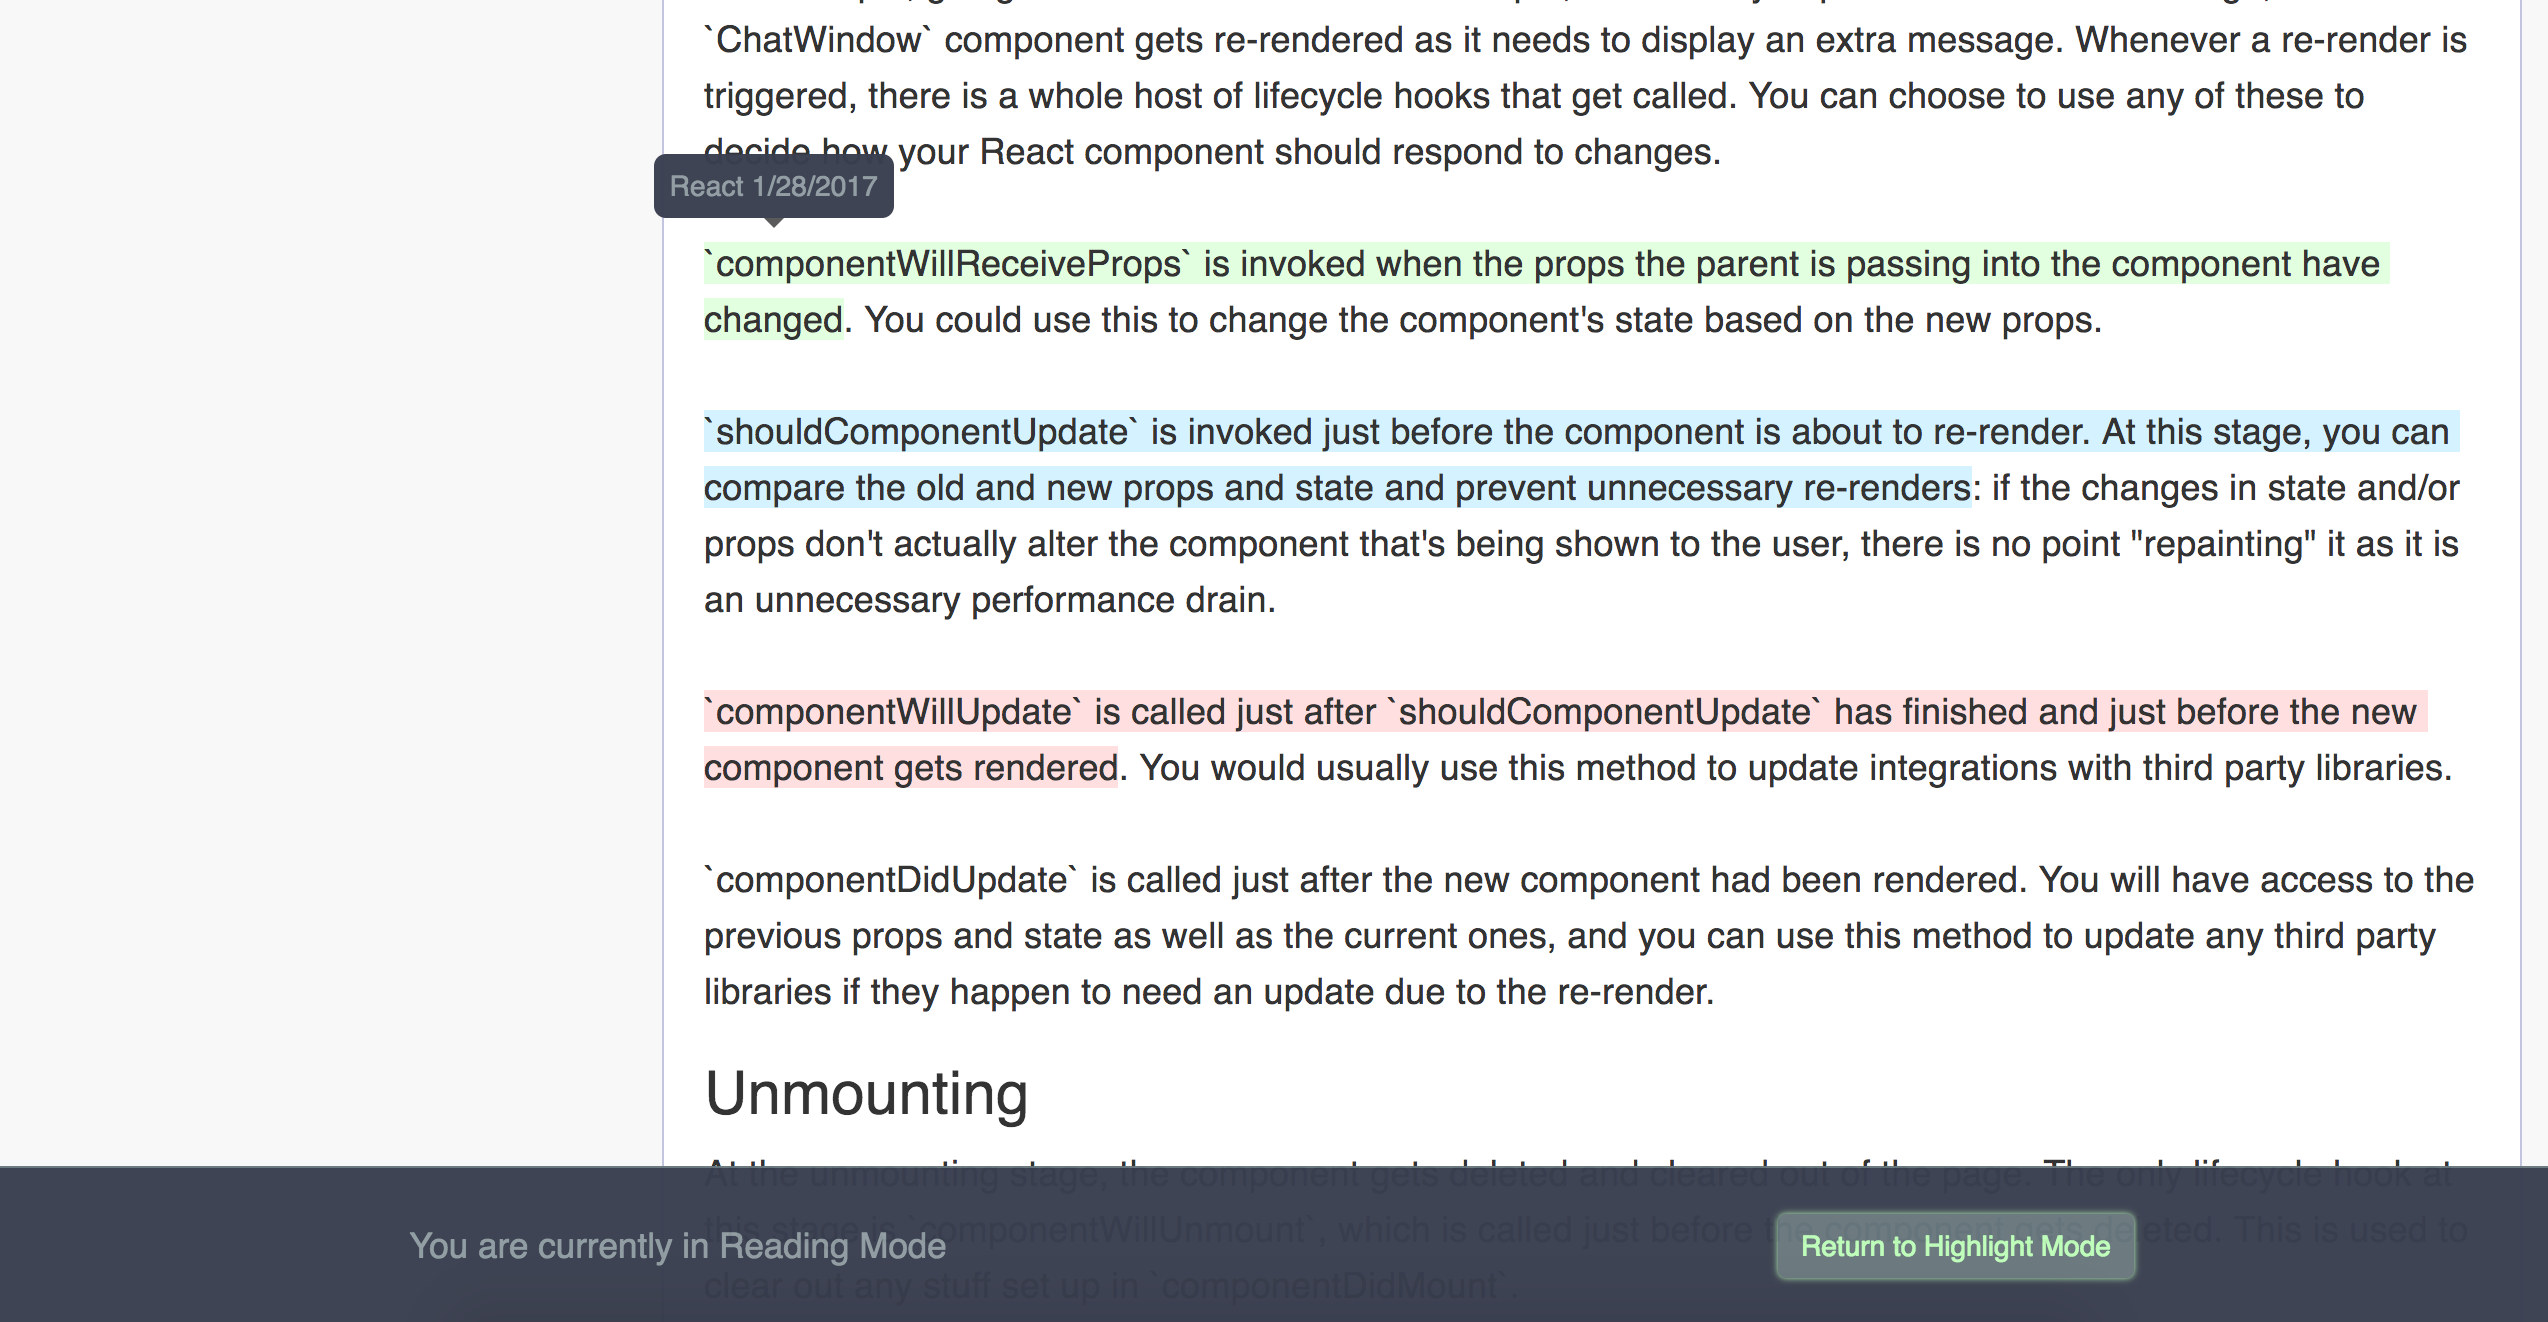 `ChatWindow` component gets re-rendered as it needs to display an extra message. Whenever a re-render is
triggered, there is a whole host of lifecycle hooks that get called. You can choose to use any of these to
decide how your React component should respond to changes.
React 1/28/2017
`componentWillReceiveProps` is invoked when the props the parent is passing into the component have
changed. You could use this to change the component's state based on the new props.
`shouldComponentUpdate` is invoked just before the component is about to re-render. At this stage, you can
compare the old and new props and state and prevent unnecessary re-renders: if the changes in state and/or
props don't actually alter the component that's being shown to the user, there is no point "repainting" it as it is
an unnecessary performance drain.
`componentWillUpdate` is called just after `shouldComponentUpdate` has finished and just before the new
component gets rendered. You would usually use this method to update integrations with third party libraries.
`componentDidUpdate` is called just after the new component had been rendered. You will have access to the
previous props and state as well as the current ones, and you can use this method to update any third party
libraries if they happen to need an update due to the re-render.
Unmounting
At the unmounting stage, the component gets deleted and cleared out of the page. The only lifecycle hook at
this stage is `componentWillUnmount`, which is called just before the component gets deleted. This is used to
You are currently in Reading Mode
Return to Highlight Mode
clear out any stuff set up in `componentDidMount`.